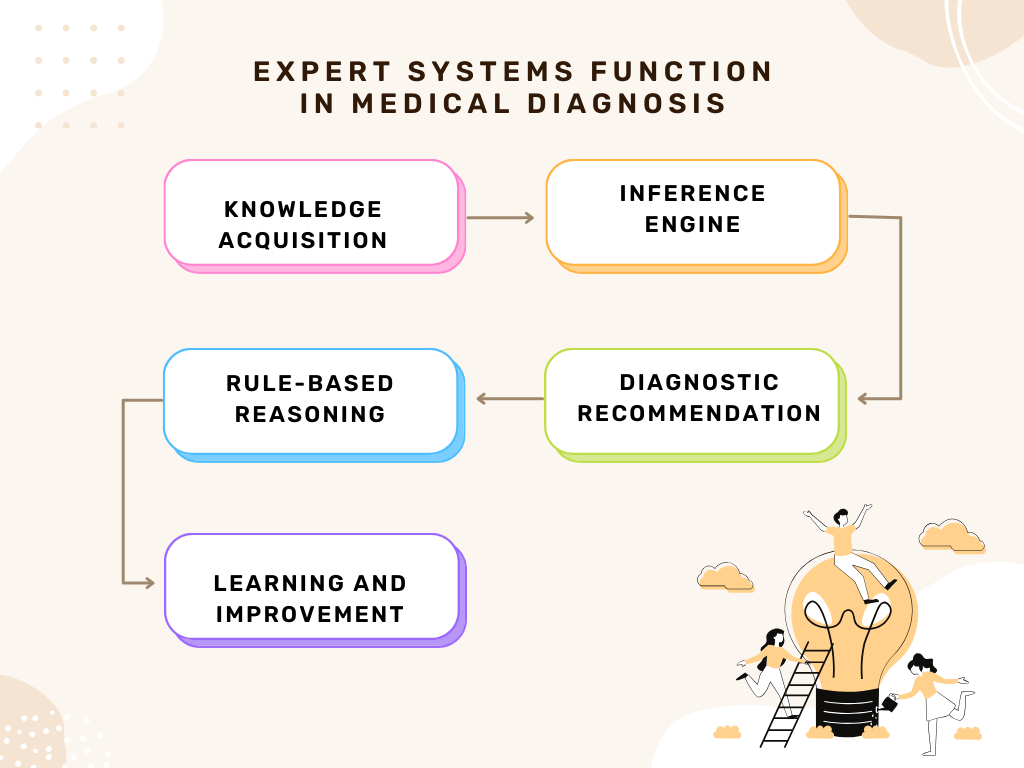 EXPERT SYSTEMS FUNCTION
IN MEDICAL DIAGNOSIS
KNOWLEDGE
ACQUISITION
INFERENCE
ENGINE
DIAGNOSTIC
RECOMMENDATION
RULE-BASED
REASONING
LEARNING AND
IMPROVEMENT